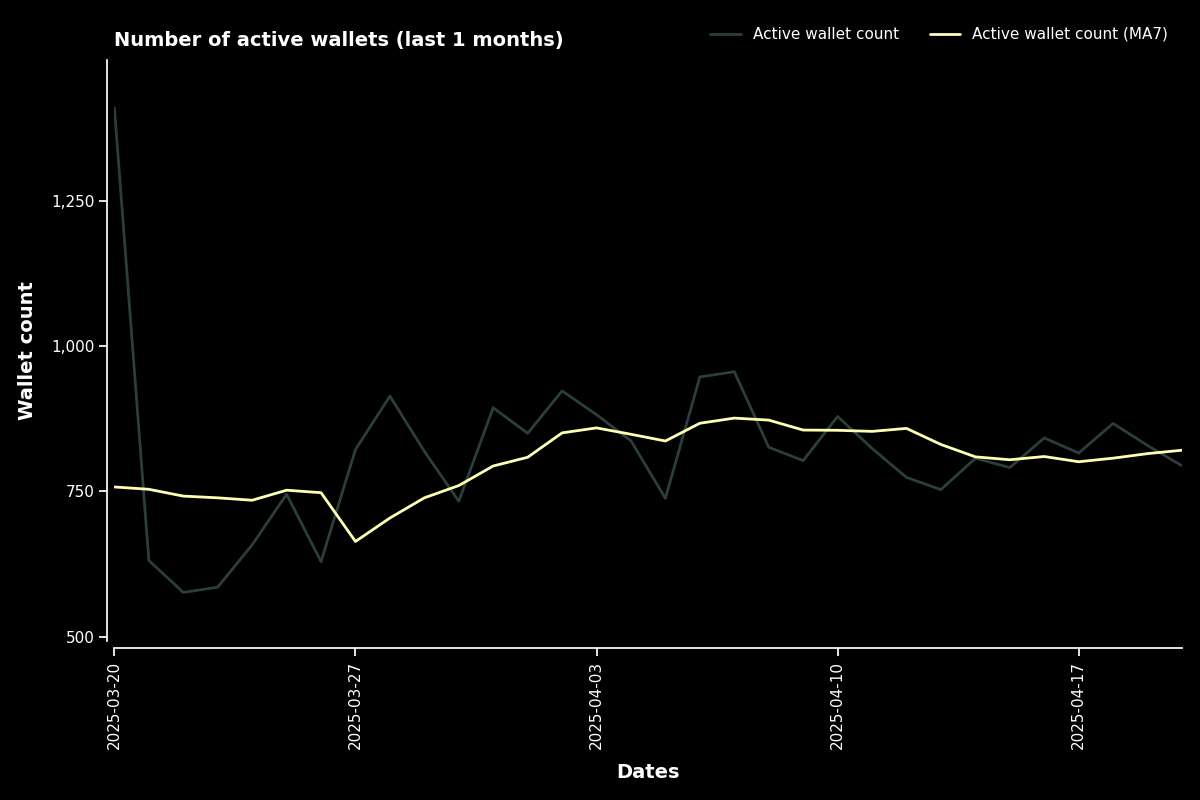 Number of active wallets (last 1 months)
Active wallet count
Active wallet count (MA7)
Wallet count
1,250
1,000
750
500
2025-03-20
2025-03-27
2025-04-03
2025-04-10
2025-04-17
Dates